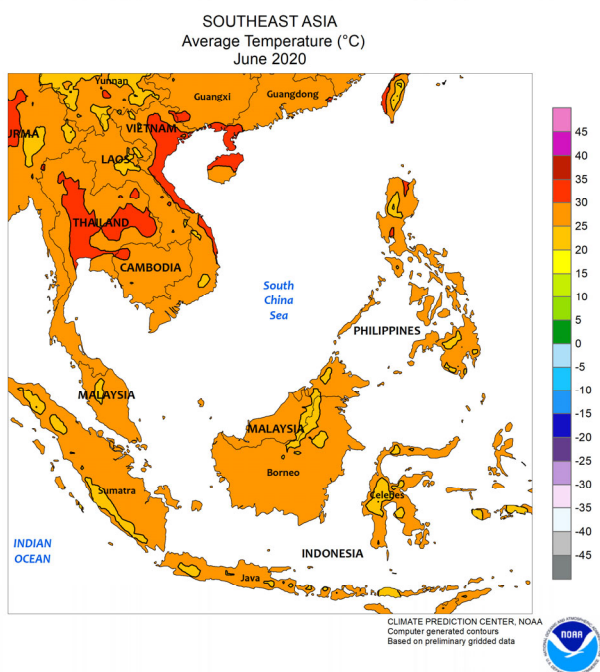 SOUTHEAST ASIA
Average Temperature (°C)
June 2020
Yunnan
Guangxi
Guangdong
URMA
VIETNAM
LAOS
THAILAND
CAMBODIA
South
China
Sea
PHILIPPINES
MALAYSIA
MALAYSIA
Borneo
Sumatra
Celebes
INDIAN
OCEAN
INDONESIA
Java
45
40
35
30
25
20
15
10
5
0
-5
-10
-15
-20
-25
-30
-35
-40
-45
CLIMATE PREDICTION CENTER, NOAA
Computer generated contours
Based on preliminary gridded data
NOAA